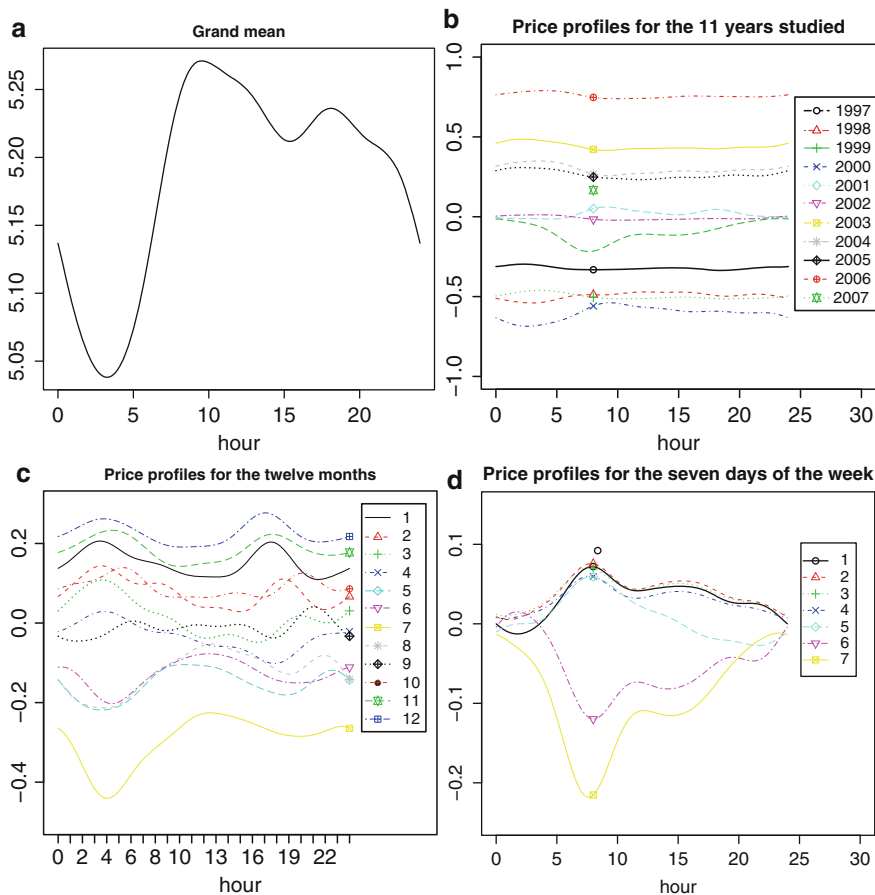 a
Grand mean
5.05 5.10 5.15 5.20 5.25
0 5 10 15 20
hour
b
Price profiles for the 11 years studied
−1.0 −0.5 0.0 0.5 1.0
0 5 10 15 20 25 30
hour
1997
1998
1999
2000
2001
2002
2003
2004
2005
2006
2007
c
Price profiles for the twelve months
−0.4 −0.2 0.0 0.2
0 2 4 6 8 10 13 16 19 22
hour
1
2
3
4
5
6
7
8
9
10
11
12
d
Price profiles for the seven days of the week
−0.2 −0.1 0.0 0.1
0 5 10 15 20 25 30
hour
1
2
3
4
5
6
7